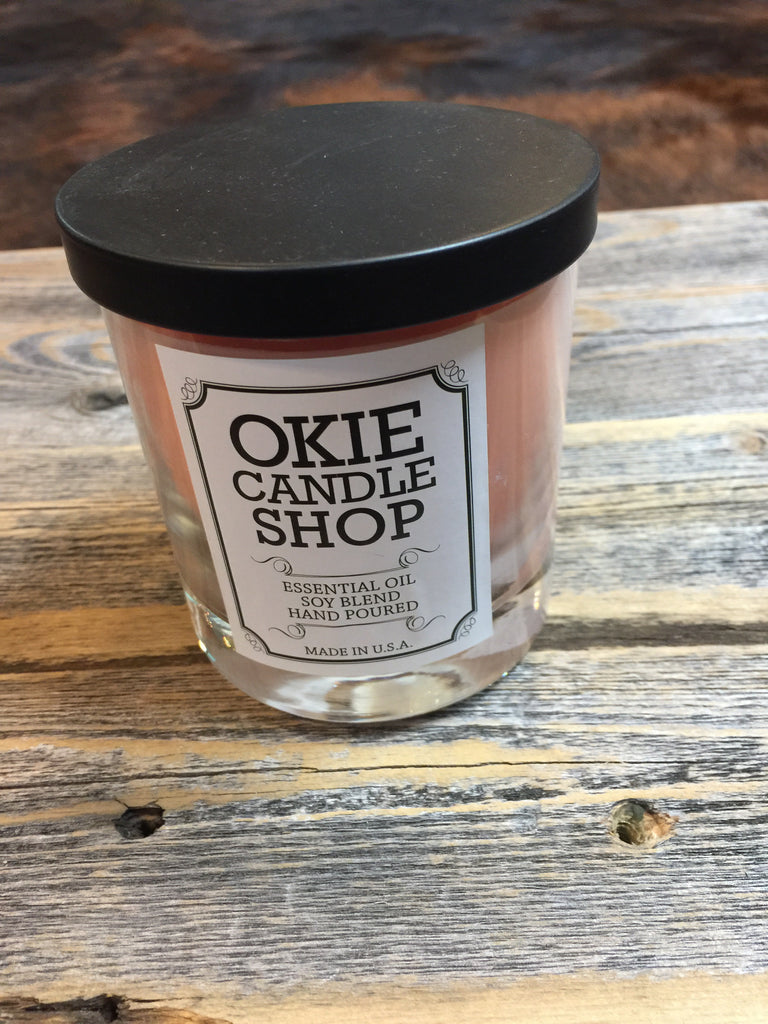 OKIE
CANDLE
SHOP
ESSENTIAL OIL
SOY BLEND
HAND POURED
MADE IN U.S.A.